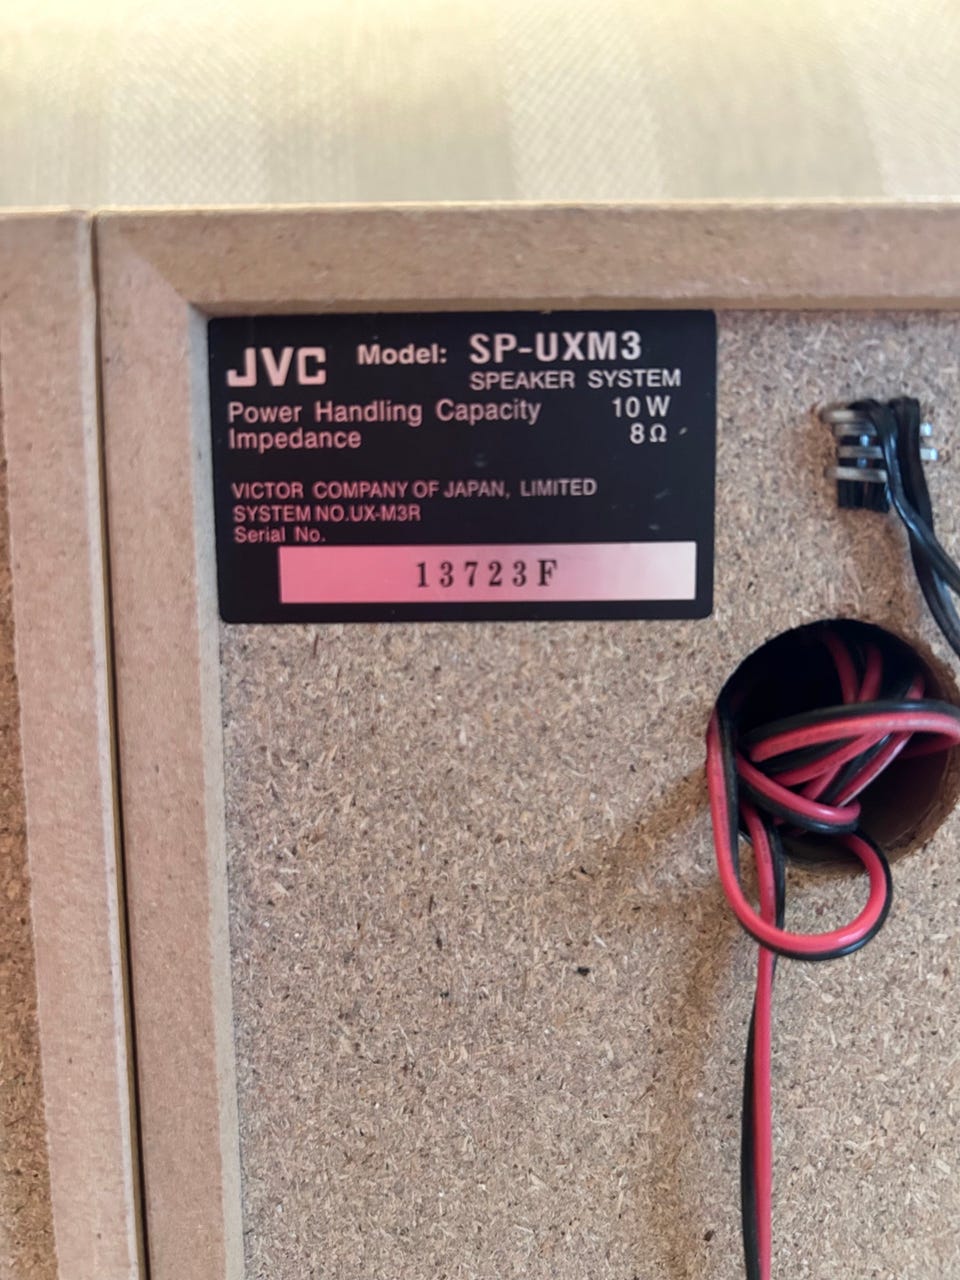 JVC Model: SP-UXM3
SPEAKER SYSTEM
Power Handling Capacity 10 W
Impedance 8 Ω
VICTOR COMPANY OF JAPAN, LIMITED
SYSTEM NO.UX-M3R
Serial No.
13723F